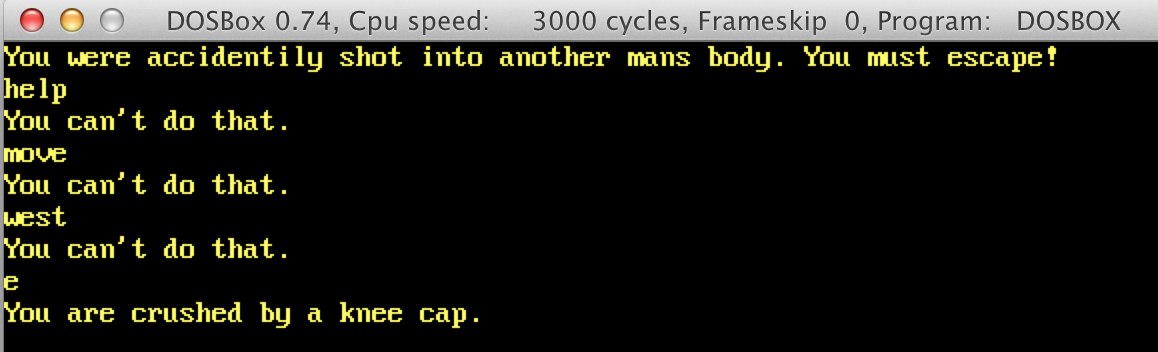 DOSBox 0.74, Cpu speed: 3000 cycles, Frameskip 0, Program: DOSBOX
You were accidentily shot into another mans body. You must escape!
help
You can't do that.
move
You can't do that.
west
You can't do that.
e
You are crushed by a knee cap.